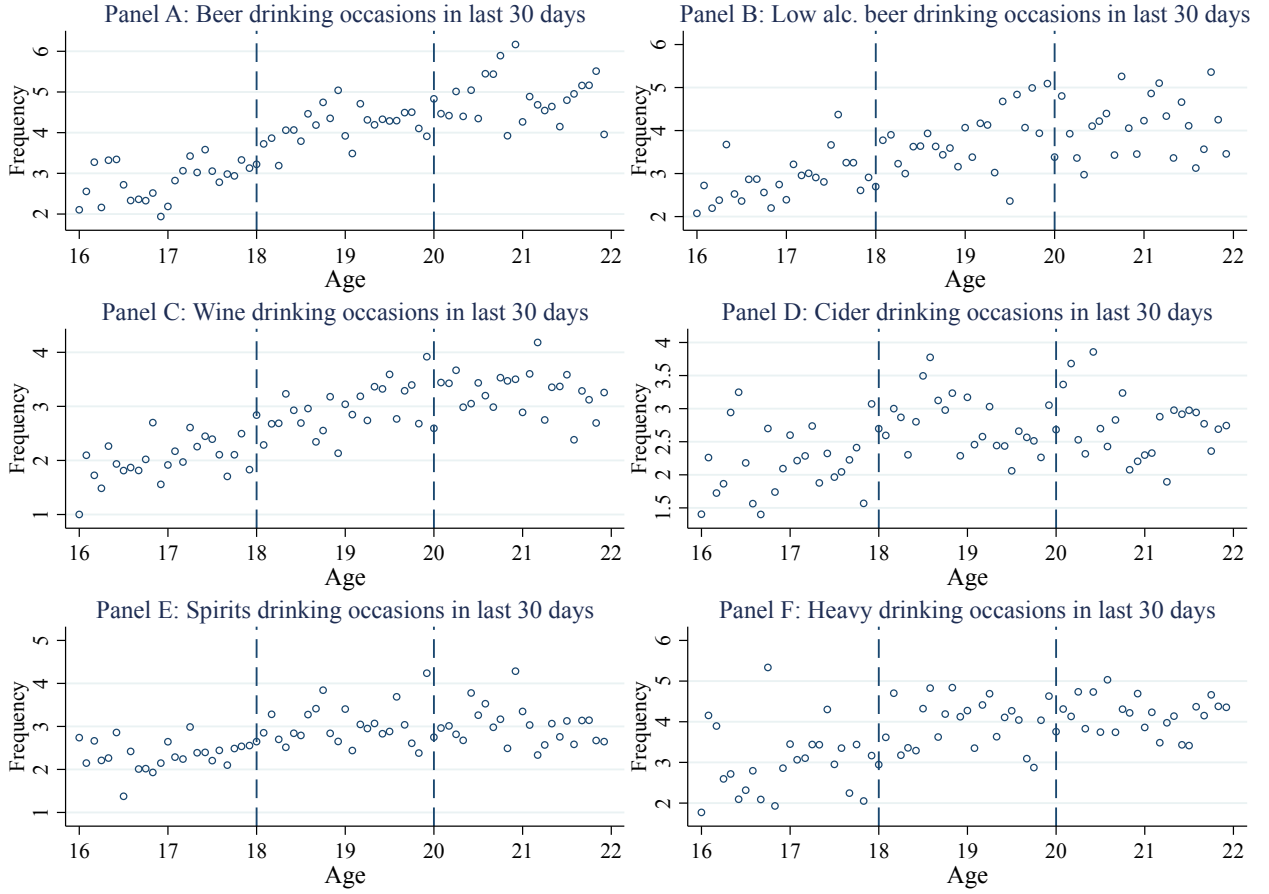 Panel A: Beer drinking occasions in last 30 days
Frequency
6
5
4
3
2
16 17 18 19 20 21 22
Age
Panel B: Low alc. beer drinking occasions in last 30 days
Frequency
6
5
4
3
2
16 17 18 19 20 21 22
Age
Panel C: Wine drinking occasions in last 30 days
Frequency
4
3
2
1
16 17 18 19 20 21 22
Age
Panel D: Cider drinking occasions in last 30 days
Frequency
4
3.5
3
2.5
2
1.5
16 17 18 19 20 21 22
Age
Panel E: Spirits drinking occasions in last 30 days
Frequency
5
4
3
2
1
16 17 18 19 20 21 22
Age
Panel F: Heavy drinking occasions in last 30 days
Frequency
6
5
4
3
2
16 17 18 19 20 21 22
Age